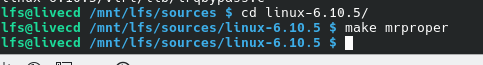 lfs@livecd /mnt/lfs/sources $ cd linux-6.10.5/
lfs@livecd /mnt/lfs/sources/linux-6.10.5 $ make mrproper
lfs@livecd /mnt/lfs/sources/linux-6.10.5 $